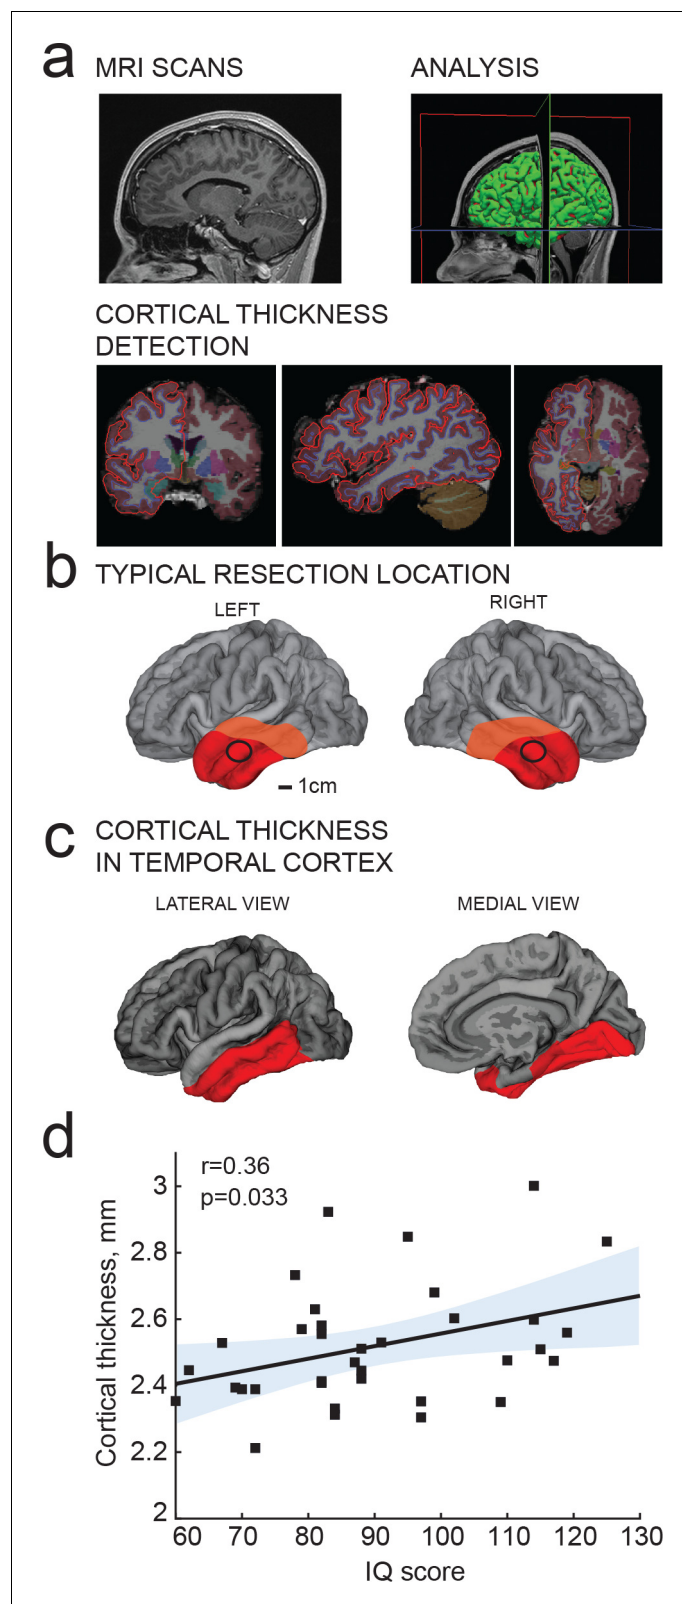 a MRI SCANS ANALYSIS
CORTICAL THICKNESS
DETECTION
b TYPICAL RESECTION LOCATION
LEFT RIGHT
1cm
c CORTICAL THICKNESS
IN TEMPORAL CORTEX
LATERAL VIEW MEDIAL VIEW
d
r=0.36
p=0.033
3
2.8
2.6
2.4
2.2
2
Cortical thickness, mm
60 70 80 90 100 110 120 130
IQ score